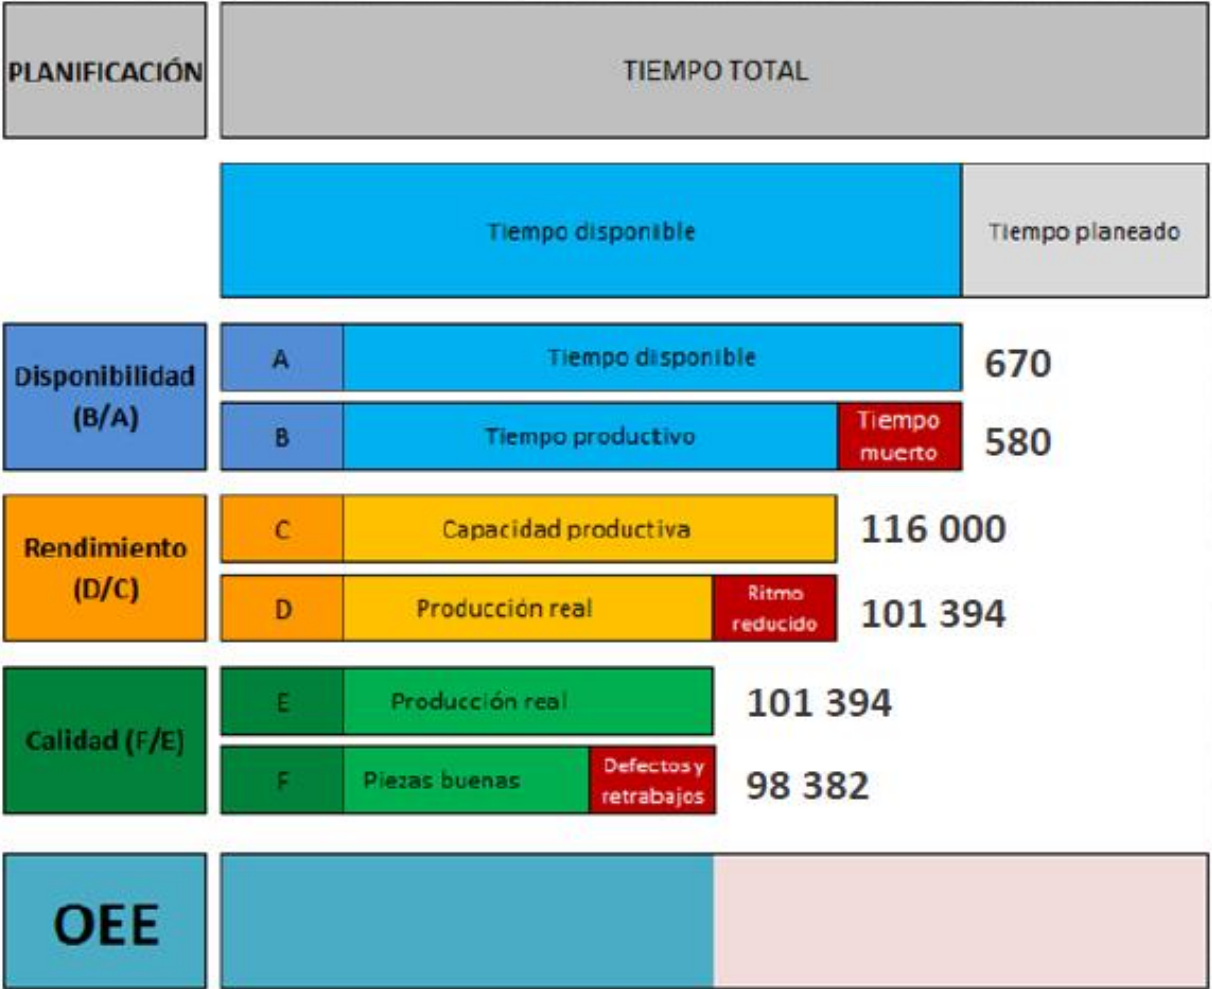 PLANIFICACIÓN
TIEMPO TOTAL
Tiempo disponible
Tiempo planeado
Disponibilidad
(B/A)
A
Tiempo disponible
670
B
Tiempo productivo
Tiempo
muerto
580
Rendimiento
(D/C)
C
Capacidad productiva
116 000
D
Producción real
Ritmo
reducido
101 394
Calidad (F/E)
E
Producción real
101 394
F
Piezas buenas
Defectos y
retrabajos
98 382
OEE